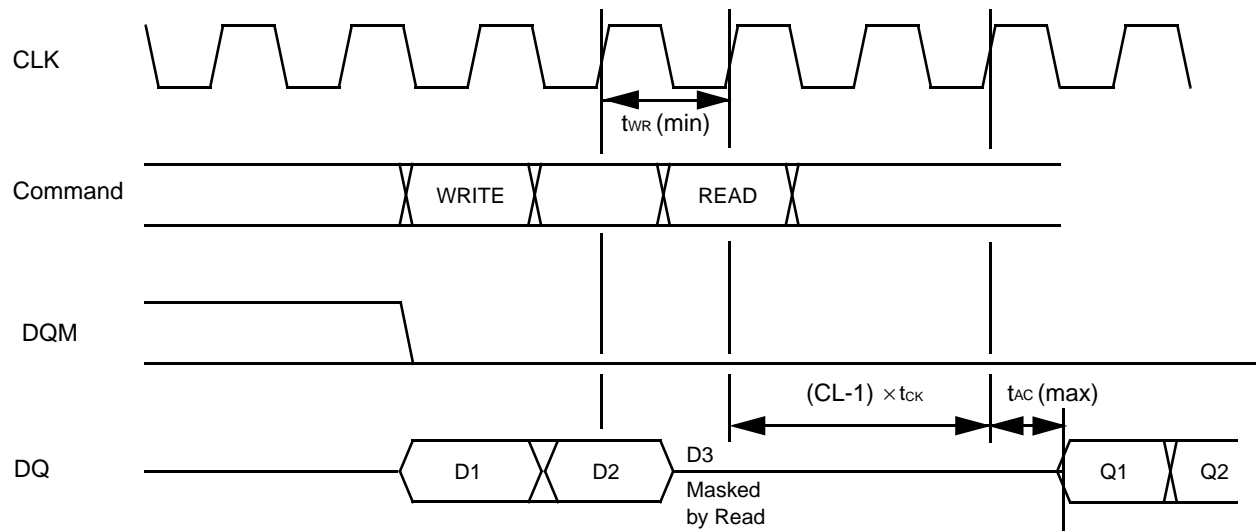 CLK
tWR (min)
Command
WRITE
READ
DQM
(CL-1) × tCK
tAC (max)
DQ
D1
D2
D3
Masked
by Read
Q1
Q2